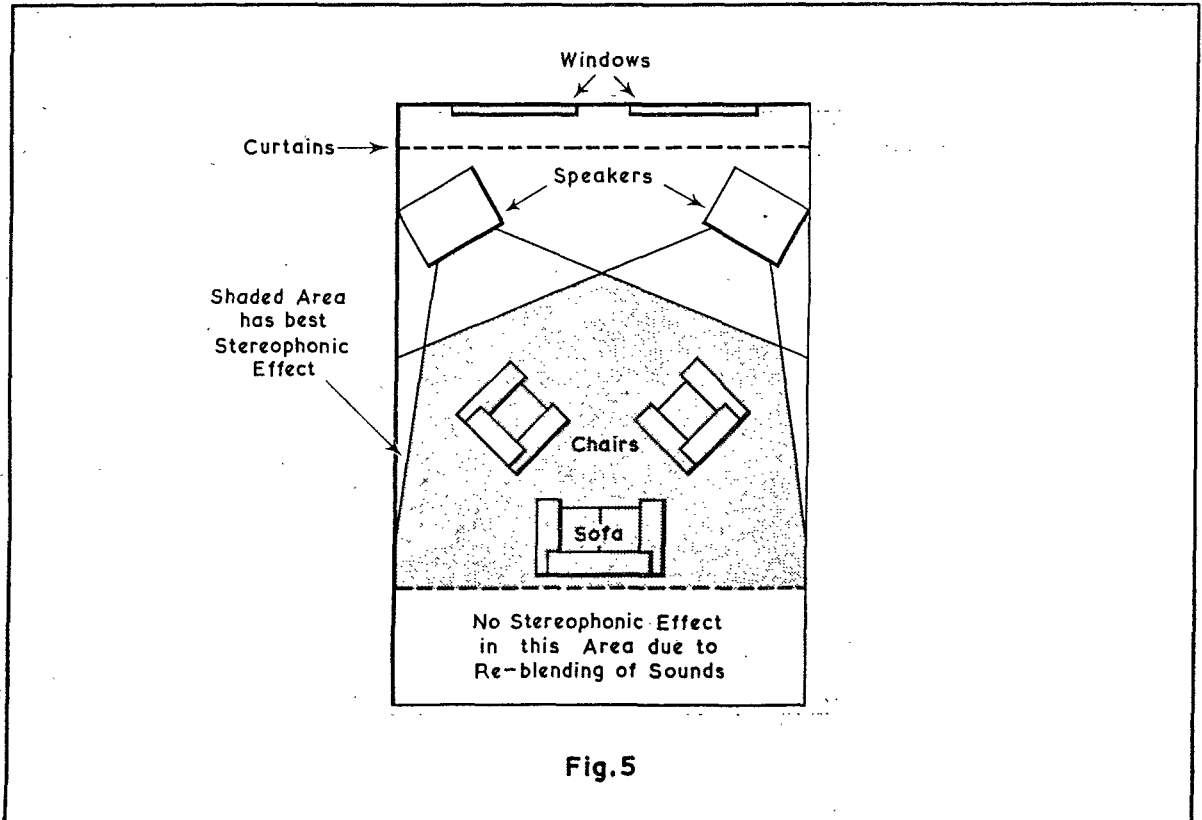 Windows
Curtains
Speakers
Shaded Area
has best
Stereophonic
Effect
Chairs
Sofa
No Stereophonic Effect
in this Area due to
Re-blending of Sounds
Fig.5